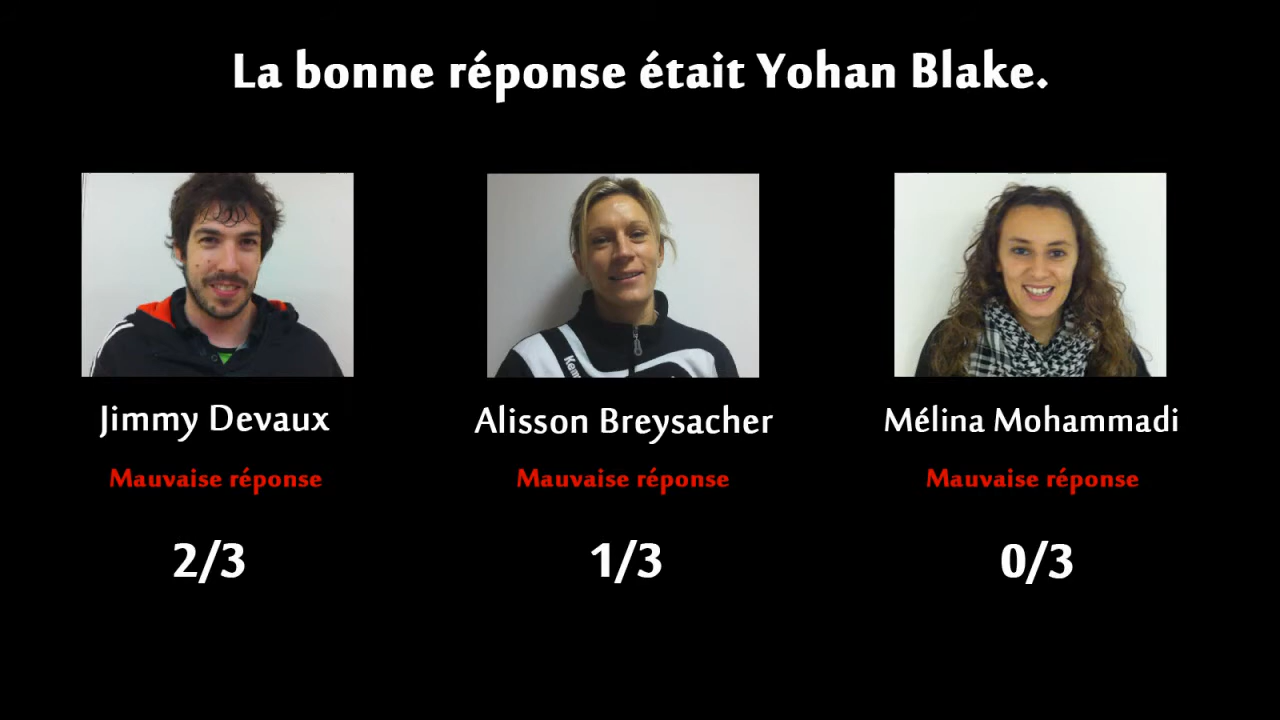 La bonne réponse était Yohan Blake.
Jimmy Devaux
Alisson Breysacher
Mélina Mohammadi
Mauvaise réponse
Mauvaise réponse
Mauvaise réponse
2/3
1/3
0/3